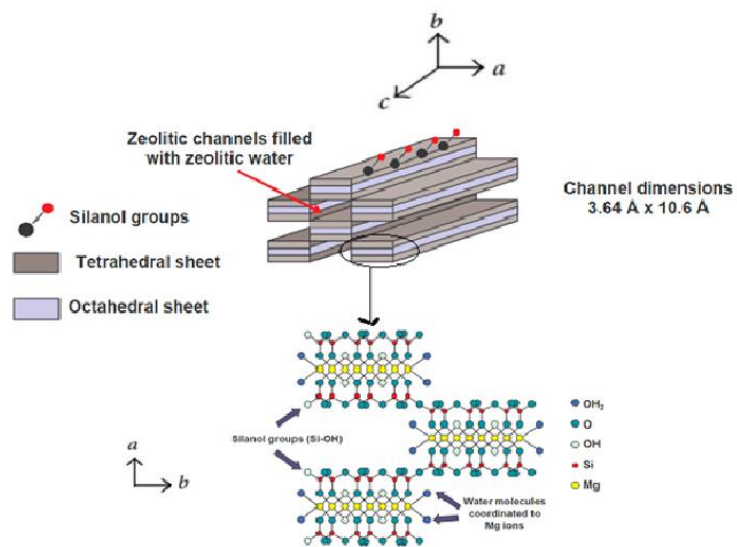 b
a
c
Zeolitic channels filled
with zeolitic water
Channel dimensions
3.64 Å x 10.6 Å
Silanol groups
Tetrahedral sheet
Octahedral sheet
OH₂
O
OH
Si
Mg
Silanol groups (Si-OH)
a
b
Water molecules
coordinated to
Mg ions